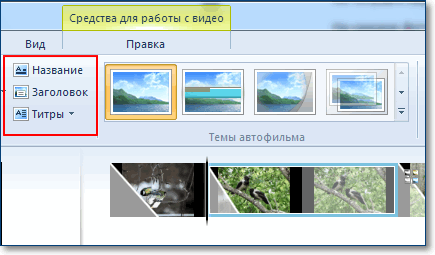 Средства для работы с видео
Вид Правка
Название
Заголовок
Титры
Темы автофильма